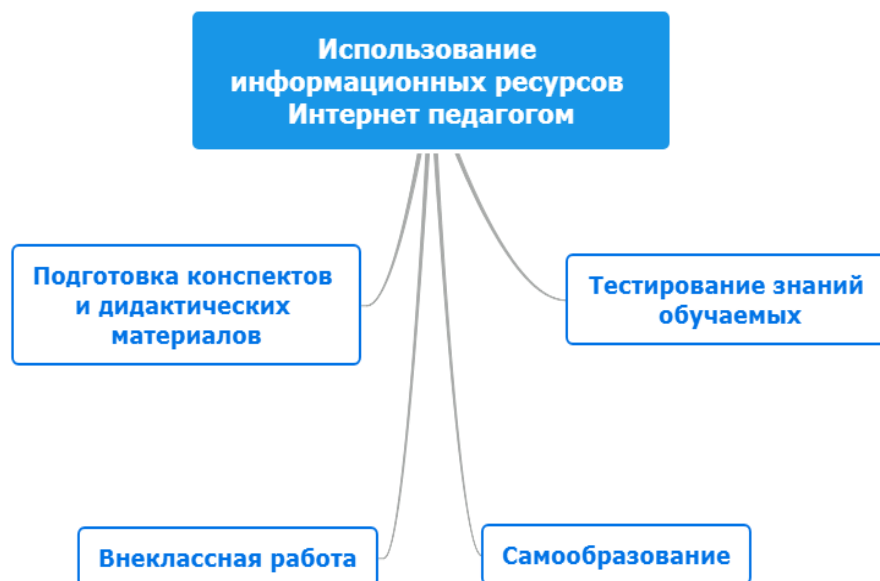 Использование
информационных ресурсов
Интернет педагогом
Подготовка конспектов
и дидактических
материалов
Тестирование знаний
обучаемых
Внеклассная работа
Самообразование